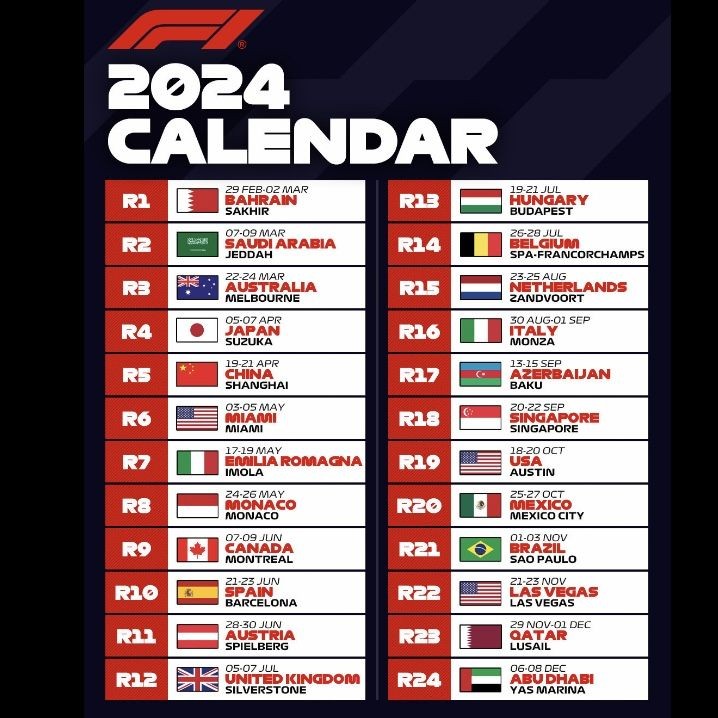 F1®
2024
CALENDAR
R1
29 FEB-02 MAR
BAHRAIN
SAKHIR
R2
07-09 MAR
SAUDI ARABIA
JEDDAH
R3
22-24 MAR
AUSTRALIA
MELBOURNE
R4
05-07 APR
JAPAN
SUZUKA
R5
19-21 APR
CHINA
SHANGHAI
R6
03-05 MAY
MIAMI
MIAMI
R7
17-19 MAY
EMILIA ROMAGNA
IMOLA
R8
24-26 MAY
MONACO
MONACO
R9
07-09 JUN
CANADA
MONTREAL
R10
21-23 JUN
SPAIN
BARCELONA
R11
28-30 JUN
AUSTRIA
SPIELBERG
R12
05-07 JUL
UNITED KINGDOM
SILVERSTONE
R13
19-21 JUL
HUNGARY
BUDAPEST
R14
26-28 JUL
BELGIUM
SPA-FRANCORCHAMPS
R15
23-25 AUG
NETHERLANDS
ZANDVOORT
R16
30 AUG-01 SEP
ITALY
MONZA
R17
13-15 SEP
AZERBAIJAN
BAKU
R18
20-22 SEP
SINGAPORE
SINGAPORE
R19
18-20 OCT
USA
AUSTIN
R20
25-27 OCT
MEXICO
MEXICO CITY
R21
01-03 NOV
BRAZIL
SAO PAULO
R22
21-23 NOV
LAS VEGAS
LAS VEGAS
R23
29 NOV-01 DEC
QATAR
LUSAIL
R24
06-08 DEC
ABU DHABI
YAS MARINA